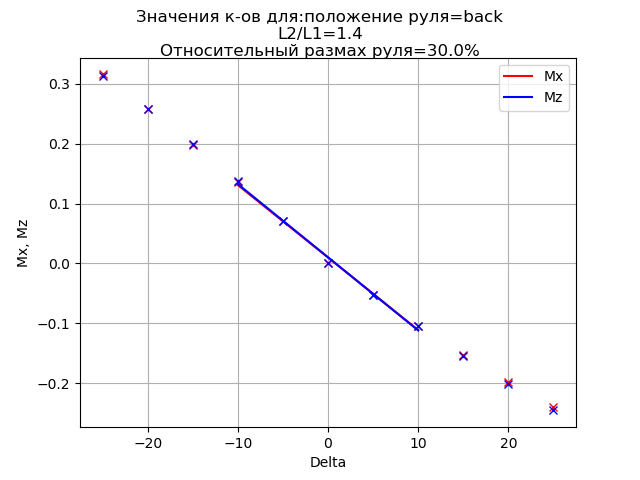 Значения к-ов для:положение руля=back
L2/L1=1.4
Относительный размах руля=30.0%
Mx
Mz
0.3
0.2
0.1
0.0
−0.1
−0.2
Mx, Mz
−20 −10 0 10 20
Delta